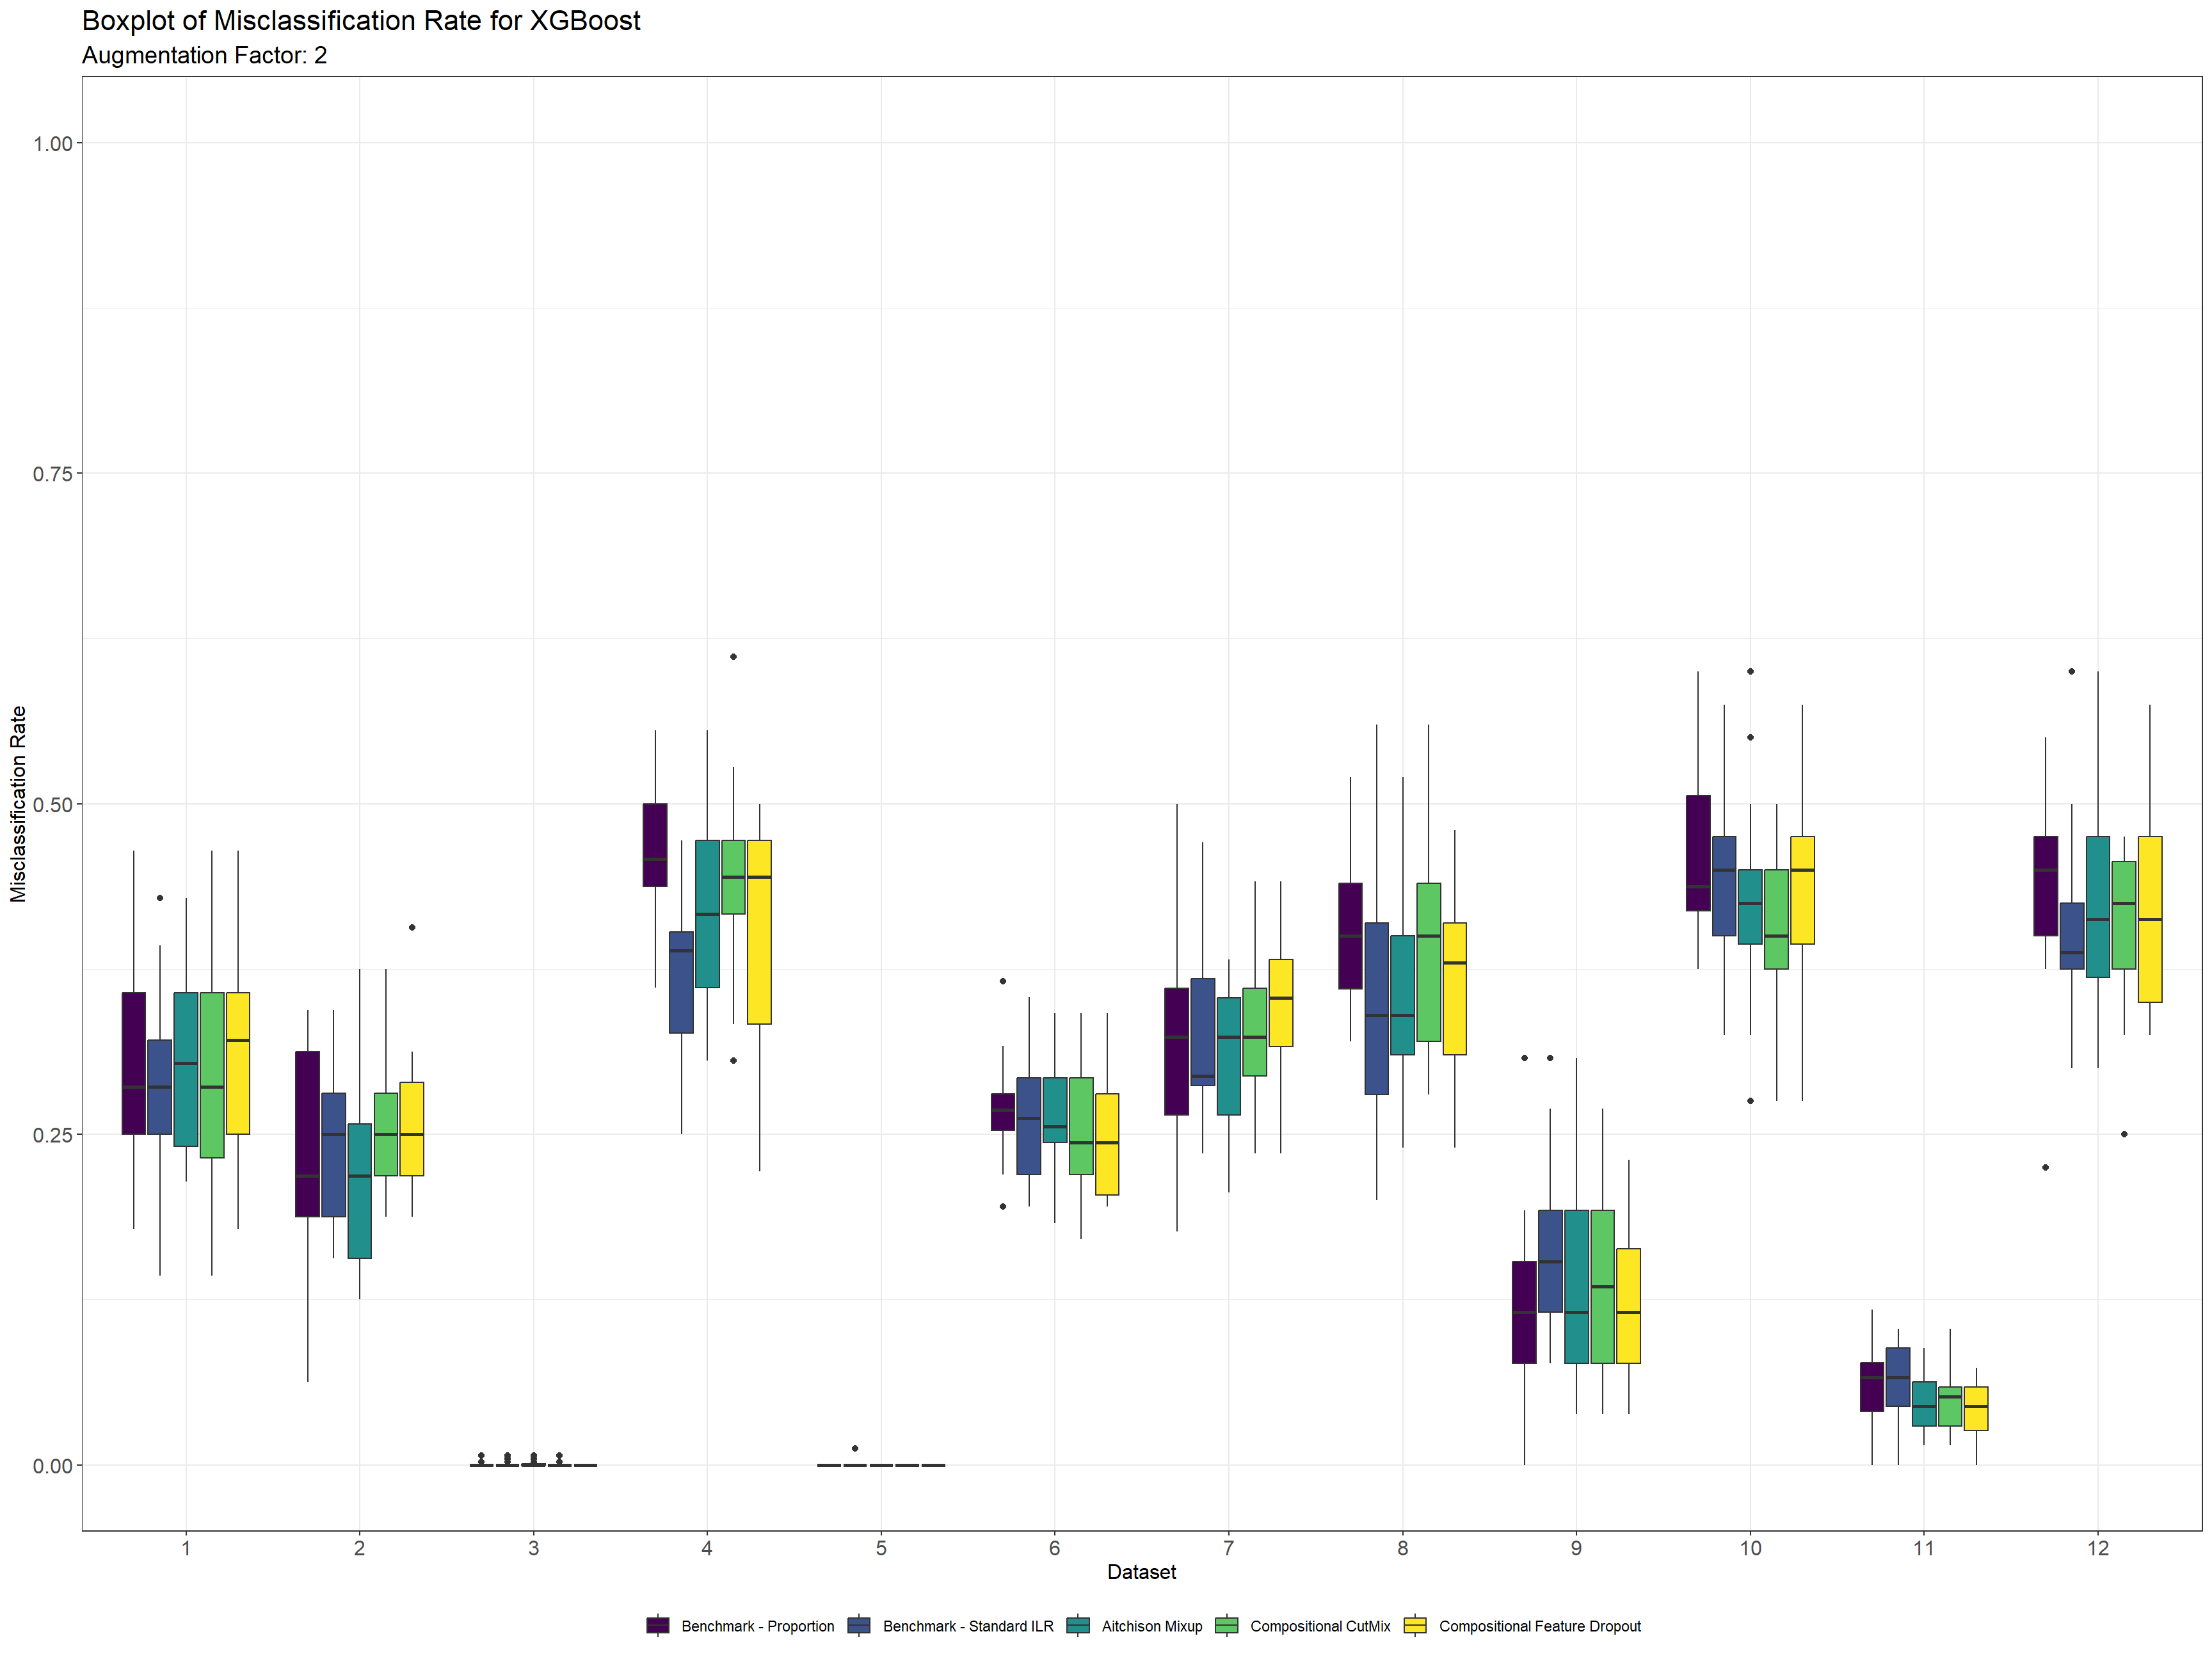 Boxplot of Misclassification Rate for XGBoost
Augmentation Factor: 2
1.00
0.75
0.50
0.25
0.00
Misclassification Rate
1 2 3 4 5 6 7 8 9 10 11 12
Dataset
Benchmark - Proportion Benchmark - Standard ILR Aitchison Mixup Compositional CutMix Compositional Feature Dropout